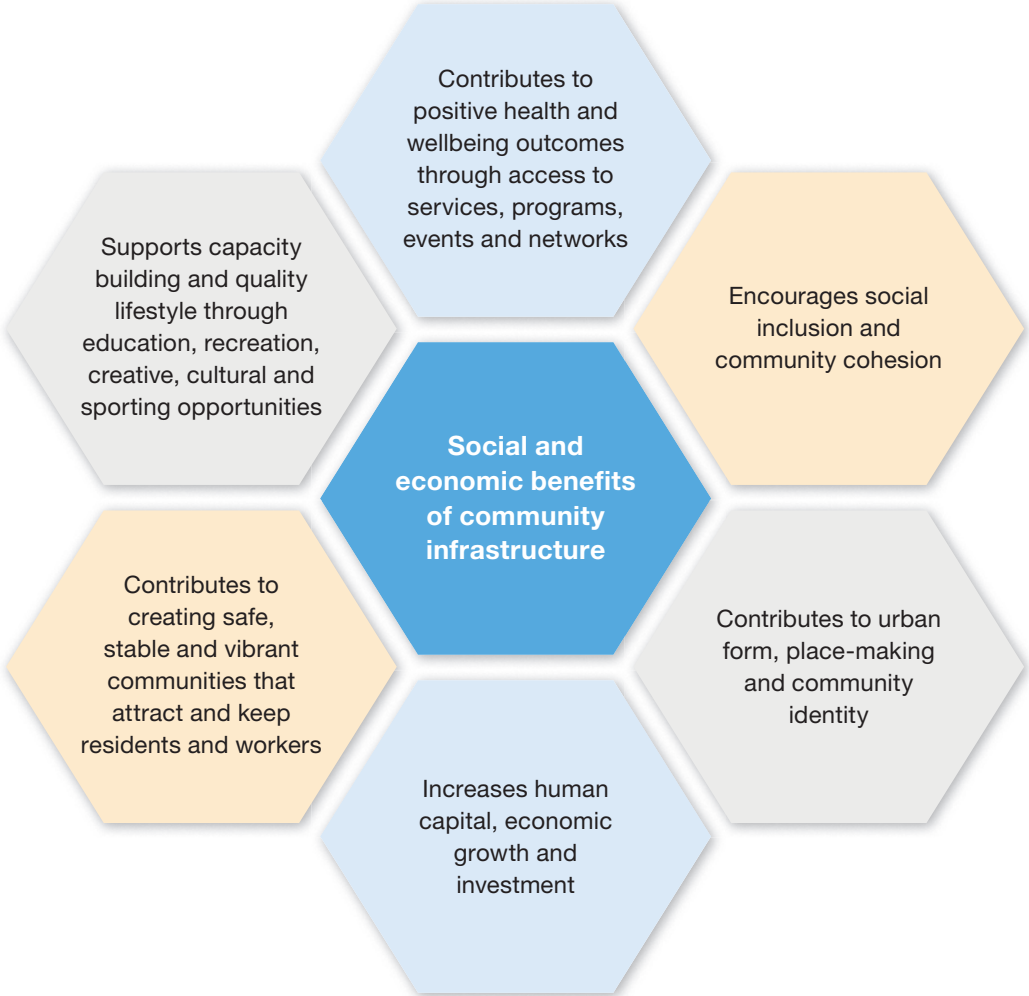 Contributes to
positive health and
wellbeing outcomes
through access to
services, programs,
events and networks
Supports capacity
building and quality
lifestyle through
education, recreation,
creative, cultural and
sporting opportunities
Encourages social
inclusion and
community cohesion
Social and
economic benefits
of community
infrastructure
Contributes to
creating safe,
stable and vibrant
communities that
attract and keep
residents and workers
Contributes to urban
form, place-making
and community
identity
Increases human
capital, economic
growth and
investment